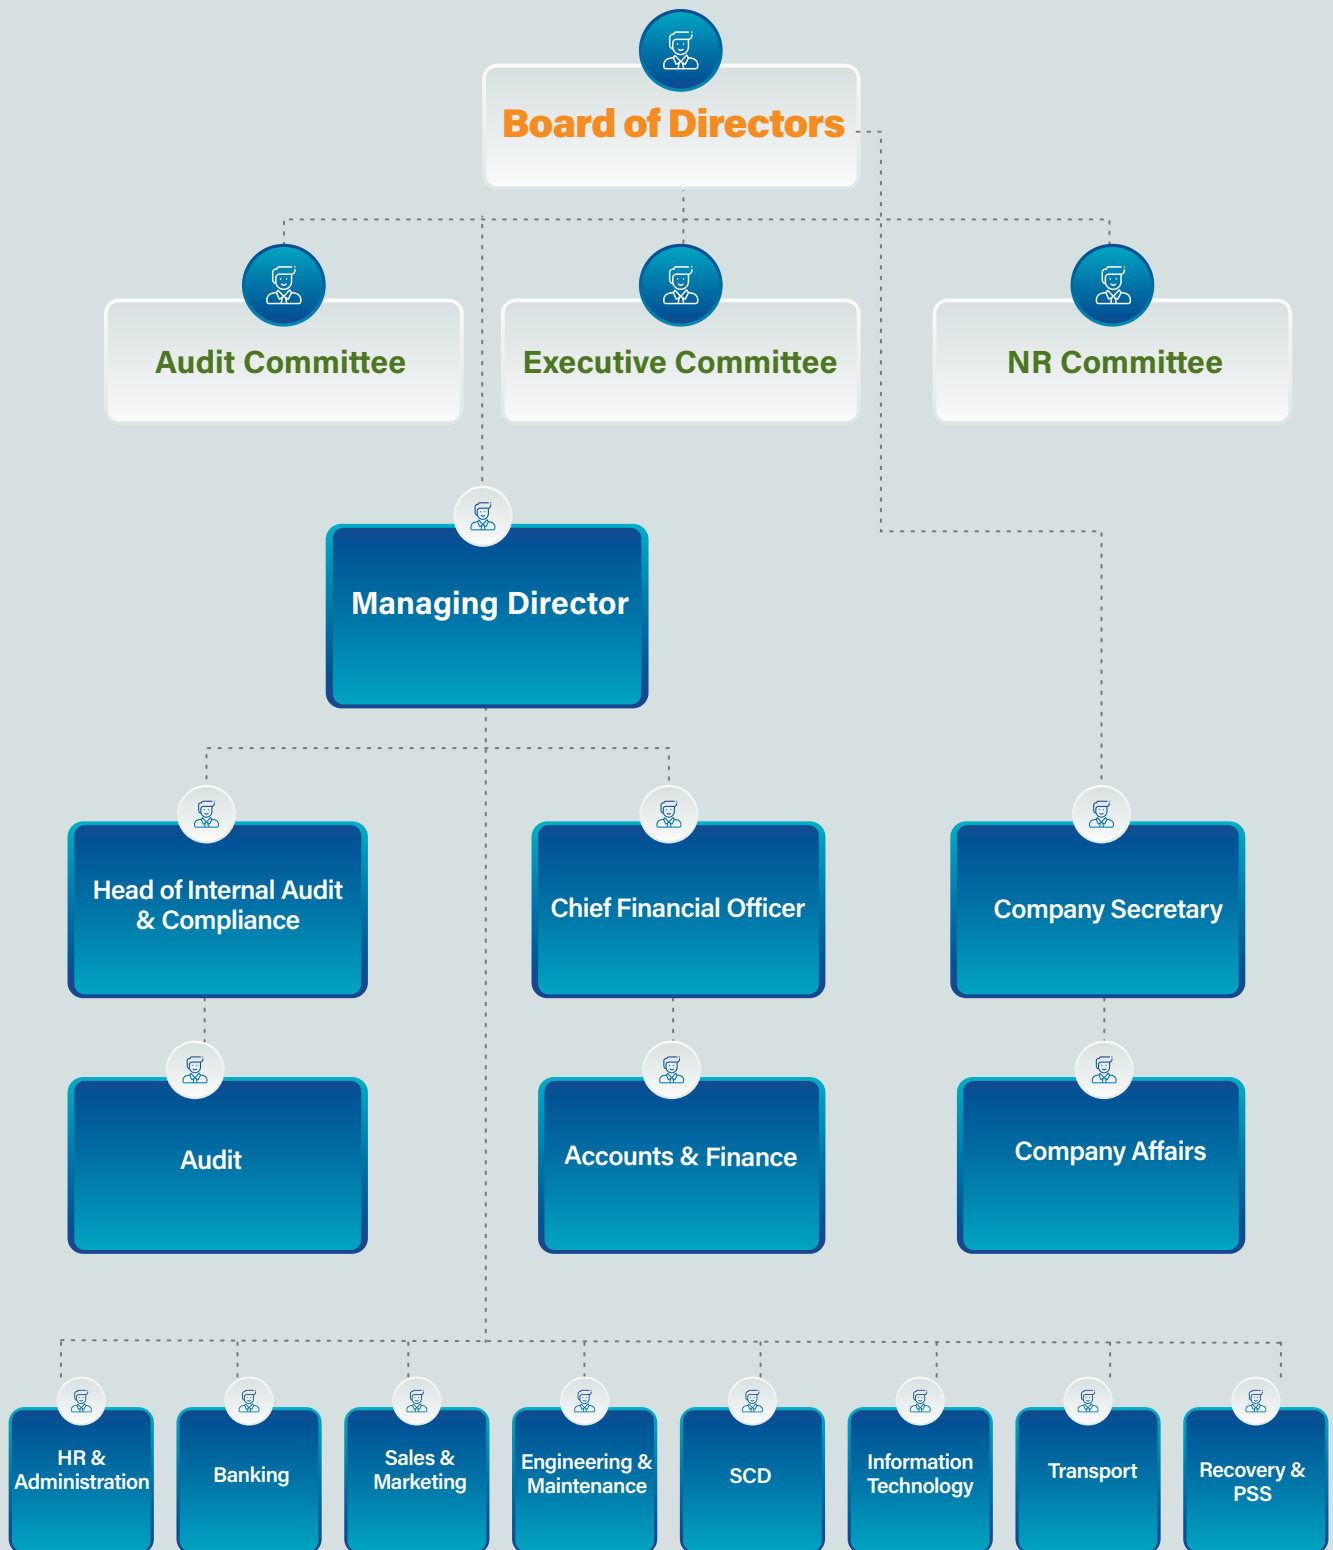 Board of Directors
Audit Committee
Executive Committee
NR Committee
Managing Director
Head of Internal Audit
& Compliance
Chief Financial Officer
Company Secretary
Audit
Accounts & Finance
Company Affairs
HR &
Administration
Banking
Sales &
Marketing
Engineering &
Maintenance
SCD
Information
Technology
Transport
Recovery &
PSS